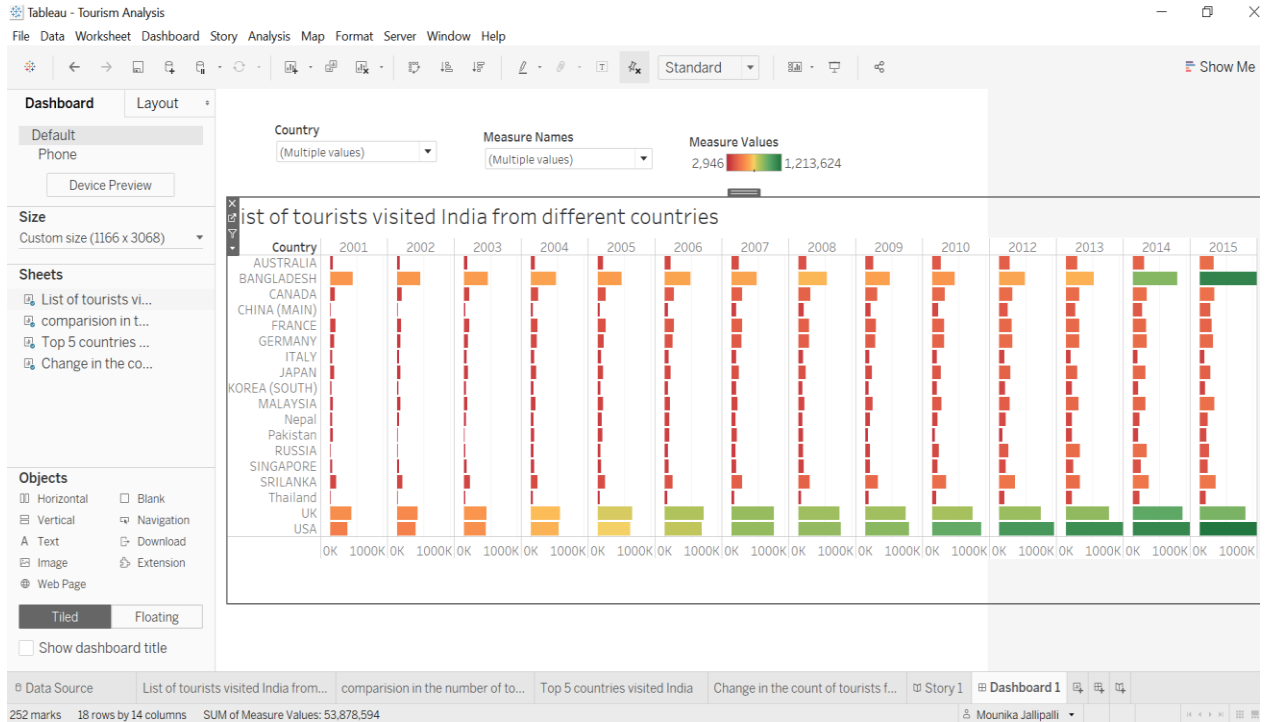 Tableau - Tourism Analysis
File Data Worksheet Dashboard Story Analysis Map Format Server Window Help
Standard
Show Me
Dashboard Layout
Default
Phone
Device Preview
Size
Custom size (1166 x 3068)
Sheets
List of tourists vi...
comparision in t...
Top 5 countries ...
Change in the co...
Objects
Horizontal Blank
Vertical Navigation
A Text Download
Image Extension
Web Page
Tiled Floating
Show dashboard title
Country
(Multiple values)
Measure Names
(Multiple values)
Measure Values
2,946 1,213,624
ist of tourists visited India from different countries
Country 2001 2002 2003 2004 2005 2006 2007 2008 2009 2010 2012 2013 2014 2015
AUSTRALIA
BANGLADESH
CANADA
CHINA (MAIN)
FRANCE
GERMANY
ITALY
JAPAN
KOREA (SOUTH)
MALAYSIA
Nepal
Pakistan
RUSSIA
SINGAPORE
SRILANKA
Thailand
UK
USA
0K 1000K 0K 1000K 0K 1000K 0K 1000K 0K 1000K 0K 1000K 0K 1000K 0K 1000K 0K 1000K 0K 1000K 0K 1000K 0K 1000K 0K 1000K 0K 1000K
Data Source List of tourists visited India from... comparision in the number of to... Top 5 countries visited India Change in the count of tourists f... Story 1 Dashboard 1
252 marks 18 rows by 14 columns SUM of Measure Values: 53,878,594 Mounika Jallipalli